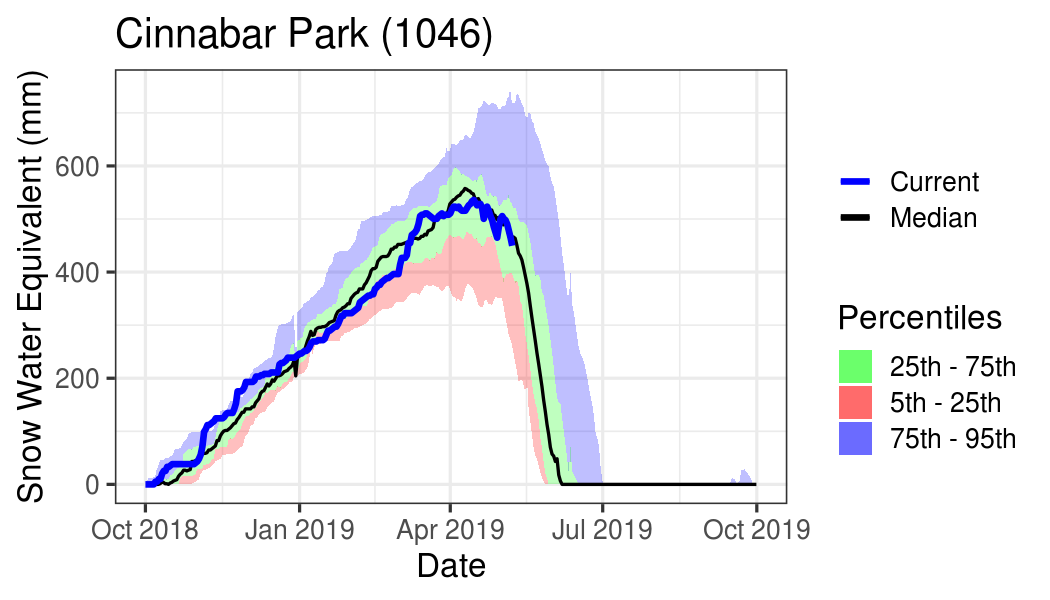 Cinnabar Park (1046)
Snow Water Equivalent (mm)
600
400
200
0
Oct 2018
Jan 2019
Apr 2019
Jul 2019
Oct 2019
Date
Current
Median
Percentiles
25th - 75th
5th - 25th
75th - 95th